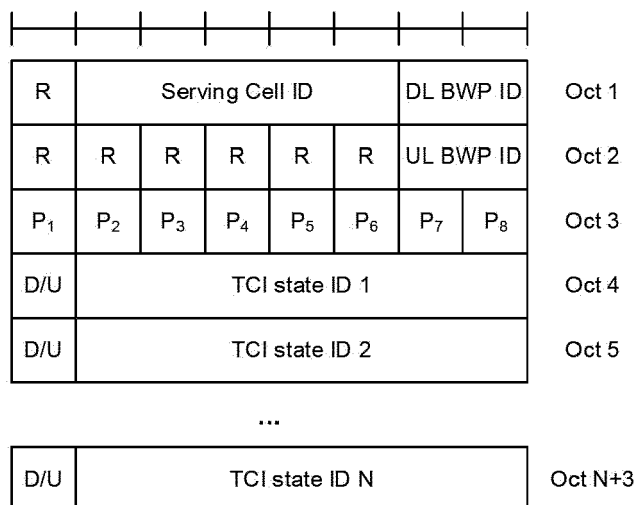 R Serving Cell ID DL BWP ID Oct 1
R R R R R R UL BWP ID Oct 2
P₁ P₂ P₃ P₄ P₅ P₆ P₇ P₈ Oct 3
D/U TCI state ID 1 Oct 4
D/U TCI state ID 2 Oct 5
...
D/U TCI state ID N Oct N+3